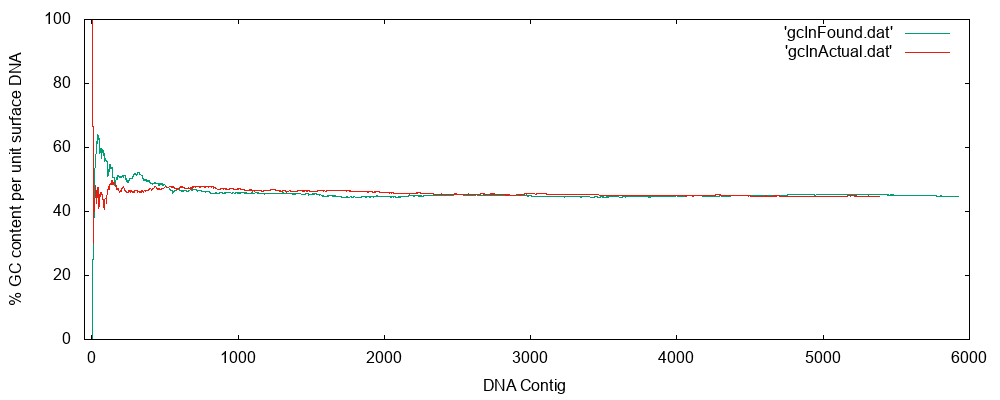 100
80
60
40
20
0
% GC content per unit surface DNA
'gcInFound.dat'
'gcInActual.dat'
0 1000 2000 3000 4000 5000 6000
DNA Contig